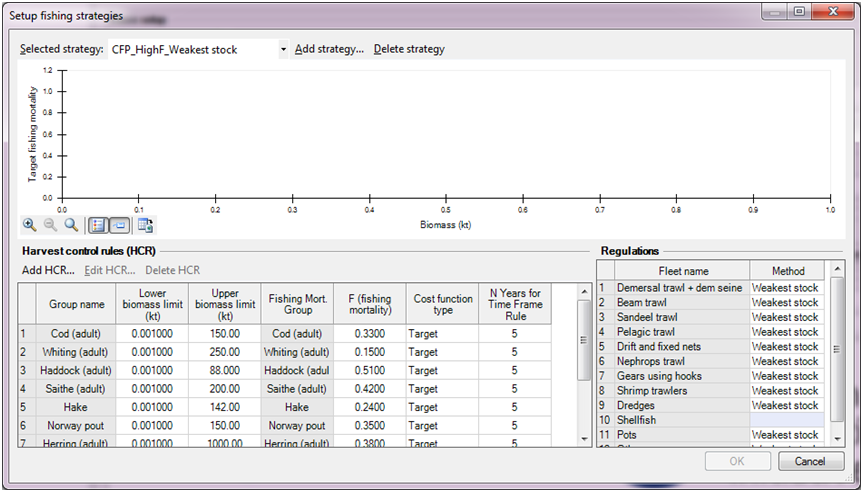 Setup fishing strategies
Selected strategy: CFP_HighF_Weakest stock Add strategy... Delete strategy
Target fishing mortality
1.2
1.0
0.8
0.6
0.4
0.2
0.0
0.0 0.1 0.2 0.3 0.4 0.5 0.6 0.7 0.8 0.9 1.0
Biomass (kt)
Harvest control rules (HCR)
Add HCR... Edit HCR... Delete HCR
Group name Lower biomass limit (kt) Upper biomass limit (kt) Fishing Mort. Group F (fishing mortality) Cost function type N Years for Time Frame Rule
1 Cod (adult) 0.001000 150.00 Cod (adult) 0.3300 Target 5
2 Whiting (adult) 0.001000 250.00 Whiting (adult) 0.1500 Target 5
3 Haddock (adult) 0.001000 88.000 Haddock (adul 0.5100 Target 5
4 Saithe (adult) 0.001000 200.00 Saithe (adult) 0.4200 Target 5
5 Hake 0.001000 142.00 Hake 0.2400 Target 5
6 Norway pout 0.001000 150.00 Norway pout 0.3500 Target 5
7 Herring (adult) 0.001000 1000.00 Herring (adult) 0.3800 Target 5
Regulations
Fleet name Method
1 Demersal trawl + dem seine Weakest stock
2 Beam trawl Weakest stock
3 Sandeel trawl Weakest stock
4 Pelagic trawl Weakest stock
5 Drift and fixed nets Weakest stock
6 Nephrops trawl Weakest stock
7 Gears using hooks Weakest stock
8 Shrimp trawlers Weakest stock
9 Dredges Weakest stock
10 Shellfish
11 Pots Weakest stock
OK Cancel